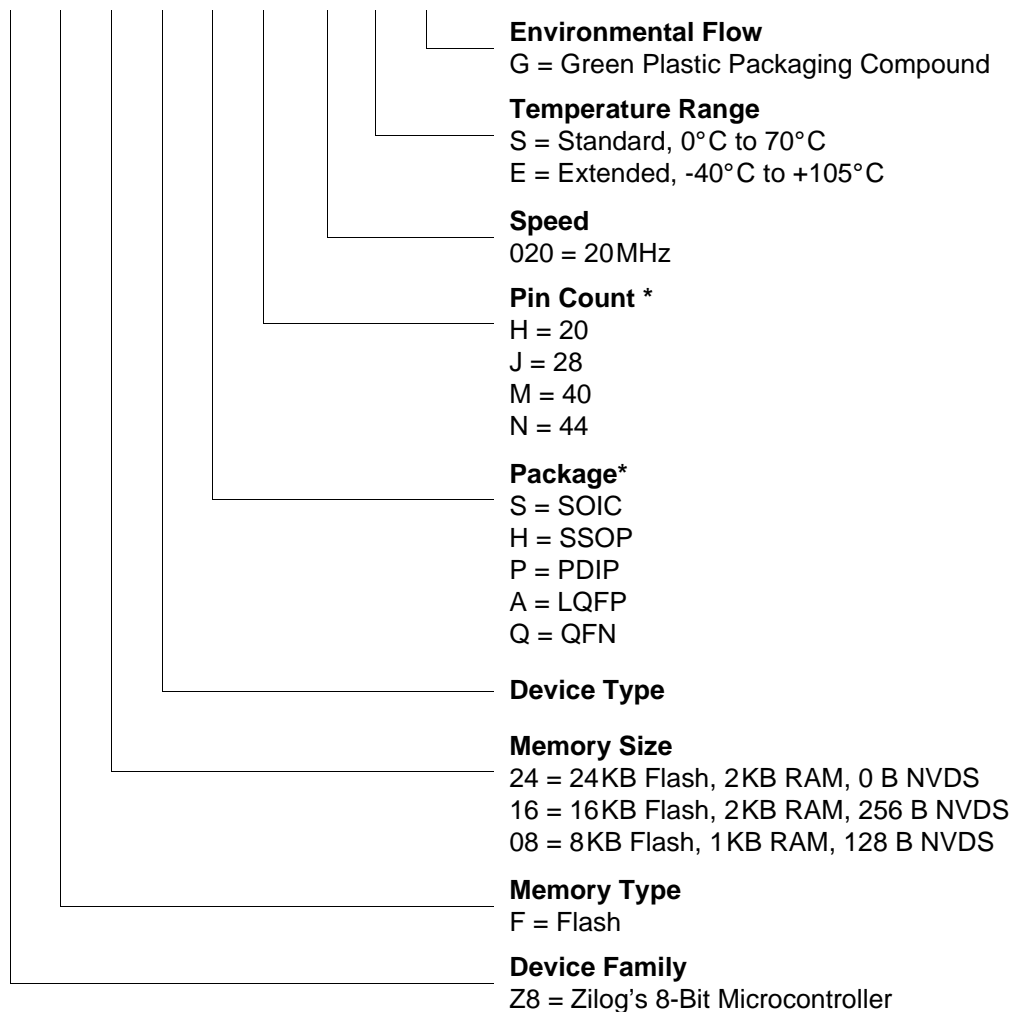 Environmental Flow
G = Green Plastic Packaging Compound
Temperature Range
S = Standard, 0°C to 70°C
E = Extended, -40°C to +105°C
Speed
020 = 20MHz
Pin Count *
H = 20
J = 28
M = 40
N = 44
Package*
S = SOIC
H = SSOP
P = PDIP
A = LQFP
Q = QFN
Device Type
Memory Size
24 = 24KB Flash, 2KB RAM, 0 B NVDS
16 = 16KB Flash, 2KB RAM, 256 B NVDS
08 = 8KB Flash, 1KB RAM, 128 B NVDS
Memory Type
F = Flash
Device Family
Z8 = Zilog's 8-Bit Microcontroller